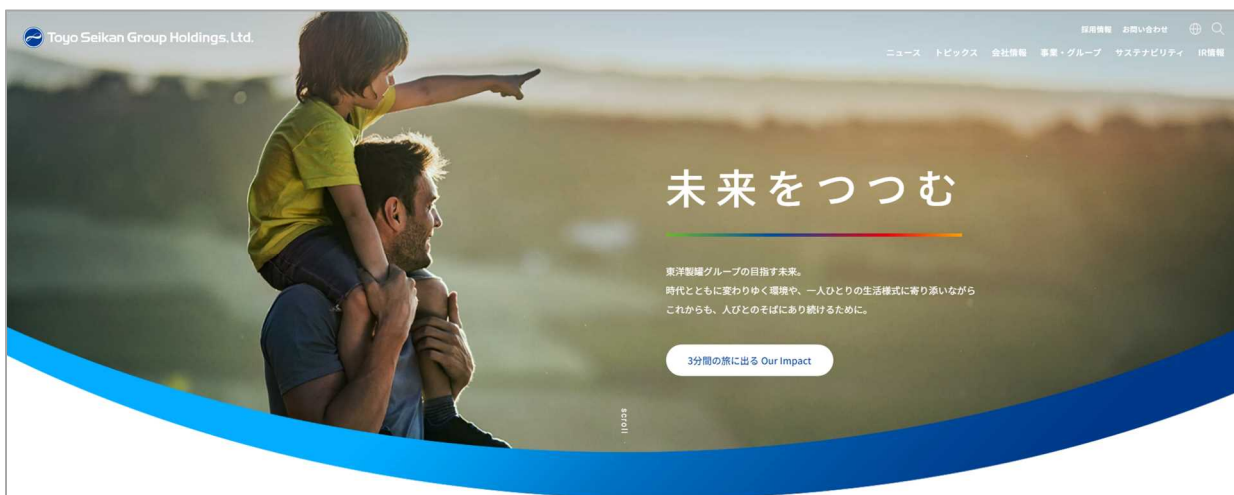 Toyo Seikan Group Holdings, Ltd.
採用情報 お問い合わせ
ニュース トピックス 会社情報 事業・グループ サステナビリティ IR情報
未来をつつむ
東洋製罐グループの目指す未来。
時代とともに変わりゆく環境や、一人ひとりの生活様式に寄り添いながら
これからも、人びとのそばにあり続けるために。
3分間の旅に出る Our Impact
scroll